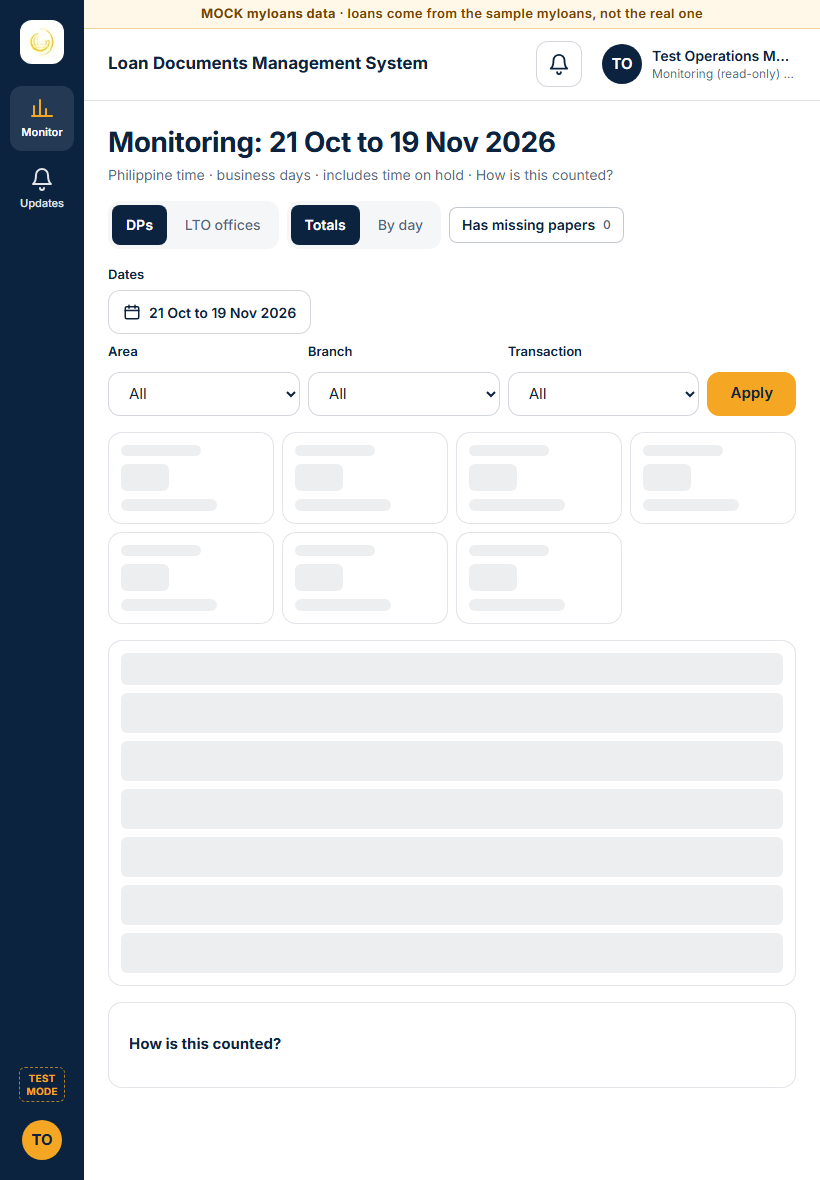 MOCK myloans data · loans come from the sample myloans, not the real one
Loan Documents Management System
TO
Test Operations M...
Monitoring (read-only) ...
Monitor
Updates
Monitoring: 21 Oct to 19 Nov 2026
Philippine time · business days · includes time on hold · How is this counted?
DPs
LTO offices
Totals
By day
Has missing papers 0
Dates
21 Oct to 19 Nov 2026
Area
Branch
Transaction
All
All
All
Apply
How is this counted?
TEST
MODE
TO